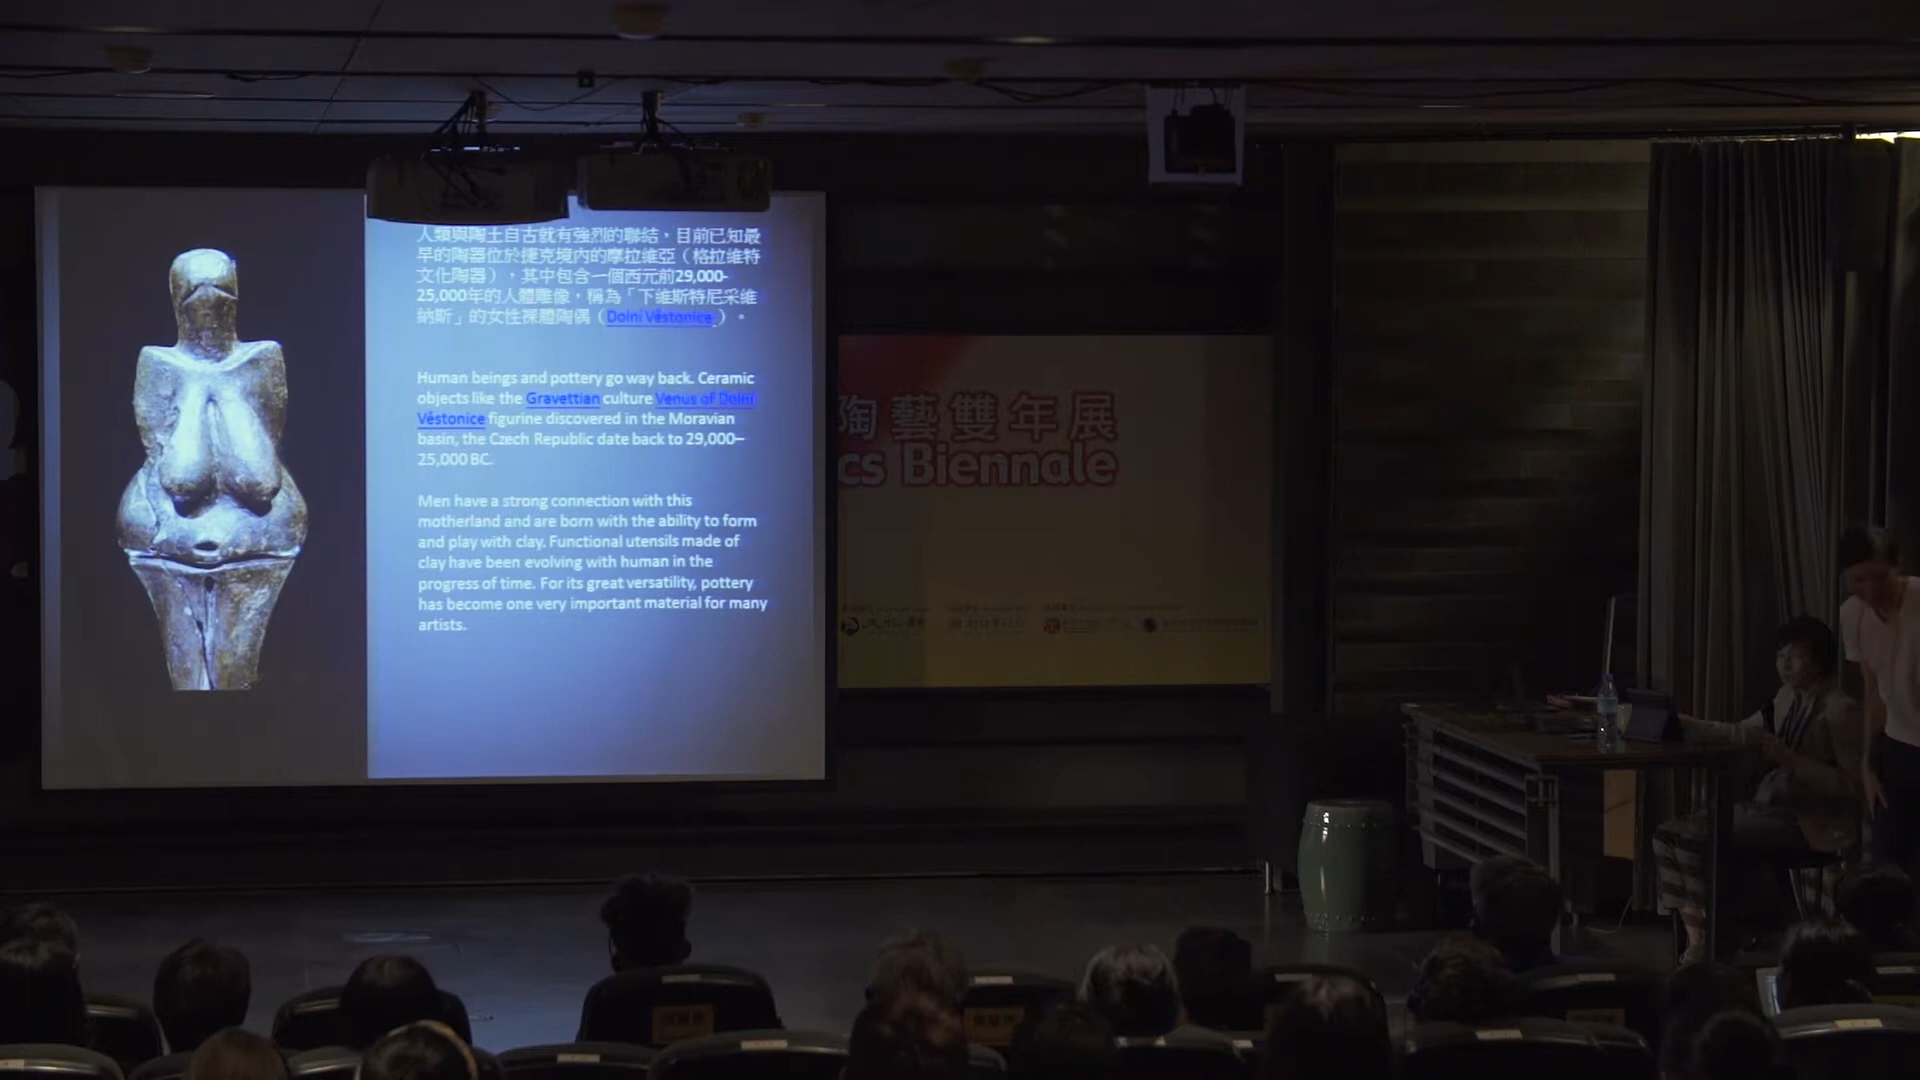 人類與陶土自古就有強烈的聯結，目前已知最
早的陶器位於捷克境內的摩拉維亞（格拉維特
文化陶器），其中包含一個西元前29,000-
25,000年的人體雕像，稱為「下維斯特尼采維
納斯」的女性裸體陶偶（Dolní Věstonice）。
Human beings and pottery go way back. Ceramic
objects like the Gravettian culture Venus of Dolní
Věstonice figurine discovered in the Moravian
basin, the Czech Republic date back to 29,000–
25,000 BC.
Men have a strong connection with this
motherland and are born with the ability to form
and play with clay. Functional utensils made of
clay have been evolving with human in the
progress of time. For its great versatility, pottery
has become one very important material for many
artists.
陶藝雙年展
cs Biennale